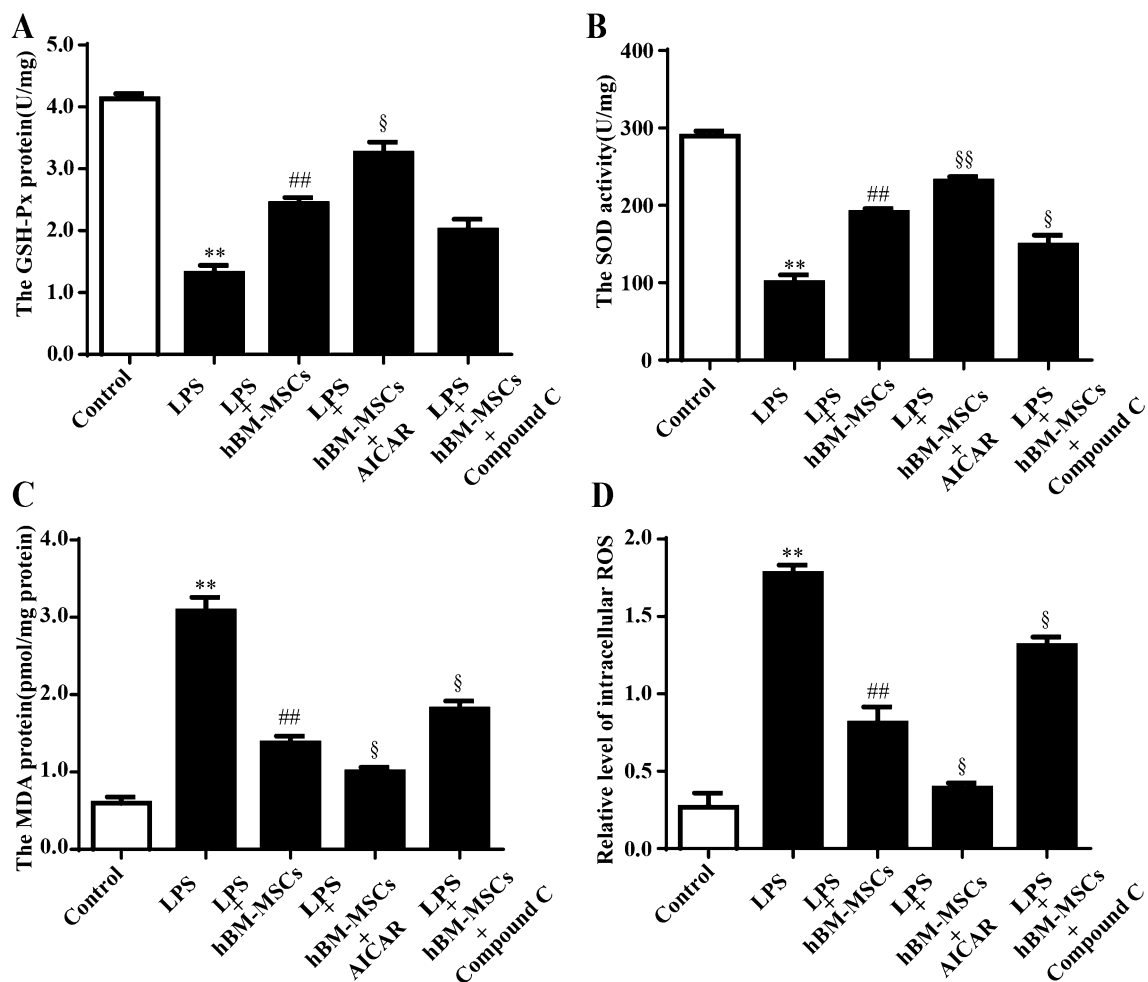 A
The GSH-Px protein(U/mg)
5.0
4.0
3.0
2.0
1.0
0.0
**
##
§
Control
LPS
LPS
+
hBM-MSCs
LPS
+
hBM-MSCs
+
AICAR
LPS
+
hBM-MSCs
+
Compound C
B
The SOD activity(U/mg)
400
300
200
100
0
**
##
§§
§
Control
LPS
LPS
+
hBM-MSCs
LPS
+
hBM-MSCs
+
AICAR
LPS
+
hBM-MSCs
+
Compound C
C
The MDA protein(pmol/mg protein)
4.0
3.0
2.0
1.0
0.0
**
##
§
§
Control
LPS
LPS
+
hBM-MSCs
LPS
+
hBM-MSCs
+
AICAR
LPS
+
hBM-MSCs
+
Compound C
D
Relative level of intracellular ROS
2.0
1.5
1.0
0.5
0.0
**
##
§
§
Control
LPS
LPS
+
hBM-MSCs
LPS
+
hBM-MSCs
+
AICAR
LPS
+
hBM-MSCs
+
Compound C